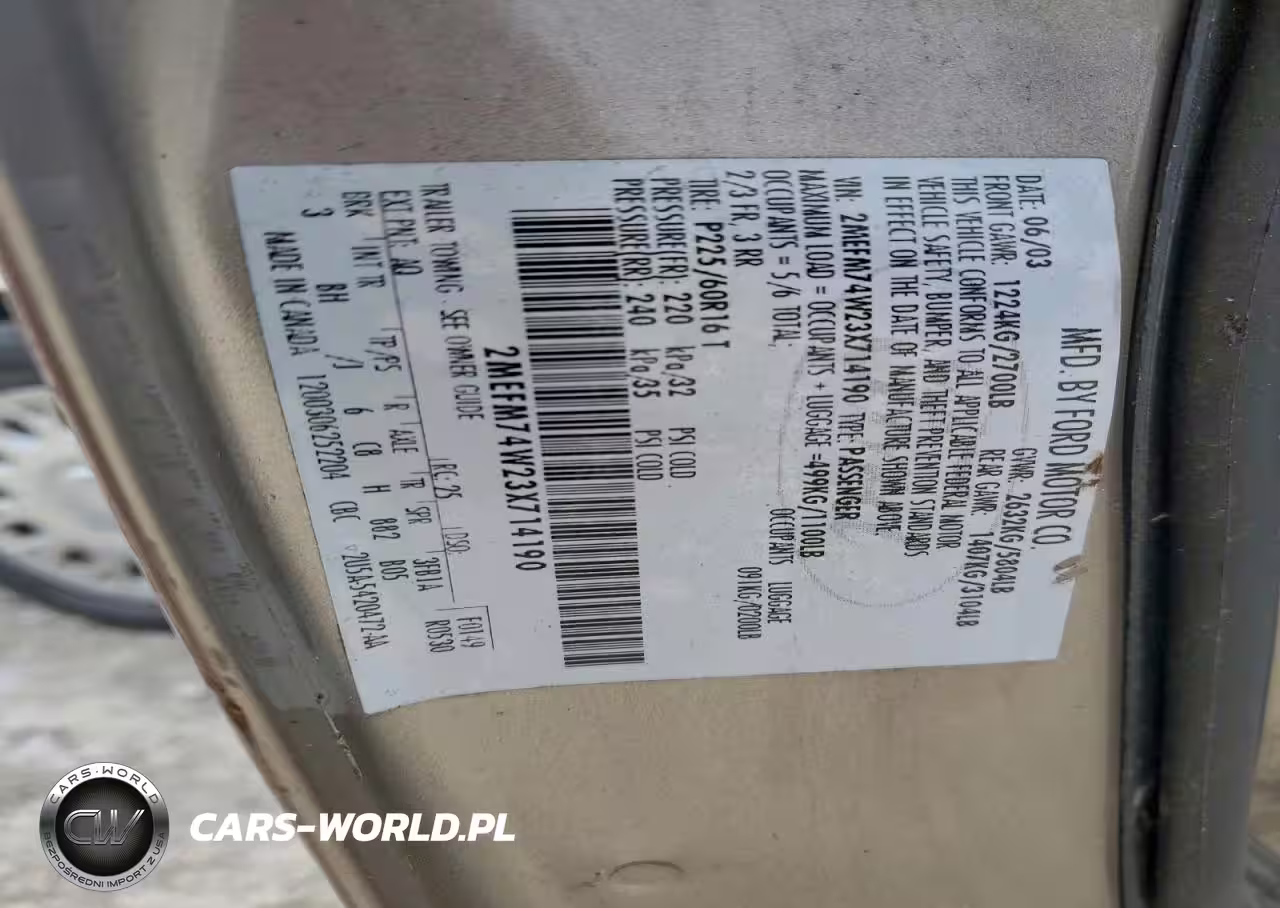 MFD. BY FORD MOTOR CO.
DATE: 06/03 GVWR: 2632KG/5804LB
FRONT GAWR: 1224KG/2700LB REAR GAWR: 1407KG/3104LB
THIS VEHICLE CONFORMS TO ALL APPLICABLE FEDERAL MOTOR
VEHICLE SAFETY, BUMPER, AND THEFT PREVENTION STANDARDS
IN EFFECT ON THE DATE OF MANUFACTURE SHOWN ABOVE.
VIN: 2MEFM74W23X714190 TYPE: PASSENGER
MAXIMUM LOAD = OCCUPANTS + LUGGAGE = 499KG/1100LB
OCCUPANTS = 5/6 TOTAL; OCCUPANTS LUGGAGE
2/3 FR, 3 RR 091KG/0200LB
TIRE: P225/60R16 T
PRESSURE(FR): 220 kPa/32 PSI COLD
PRESSURE(RR): 240 kPa/35 PSI COLD
2MEFM74W23X714190
F0149
TRAILER TOWING - SEE OWNER GUIDE RC: 25 DSO: R0530
EXT PNT: AQ
BRK INT TR TP/PS R AXLE TR SPR
3 BH /J 6 C8 H BB2 B05
MADE IN CANADA
CARS-WORLD
CW
BEZPOŚREDNI IMPORT Z USA
CARS-WORLD.PL